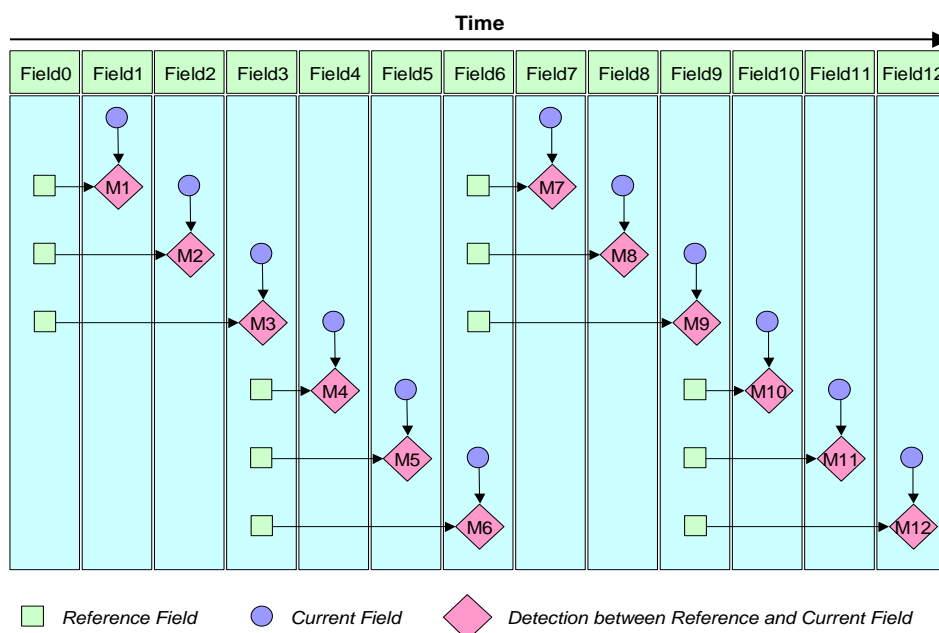 Time
Field0 Field1 Field2 Field3 Field4 Field5 Field6 Field7 Field8 Field9 Field10 Field11 Field12
M1 M7
M2 M8
M3 M9
M4 M10
M5 M11
M6 M12
Reference Field Current Field Detection between Reference and Current Field